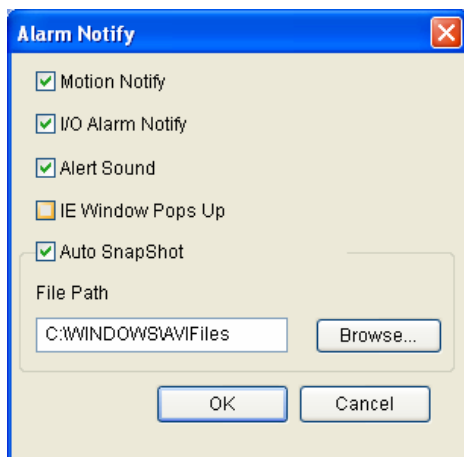 Alarm Notify
Motion Notify
I/O Alarm Notify
Alert Sound
IE Window Pops Up
Auto SnapShot
File Path
C:\WINDOWS\AVIFiles
Browse...
OK
Cancel